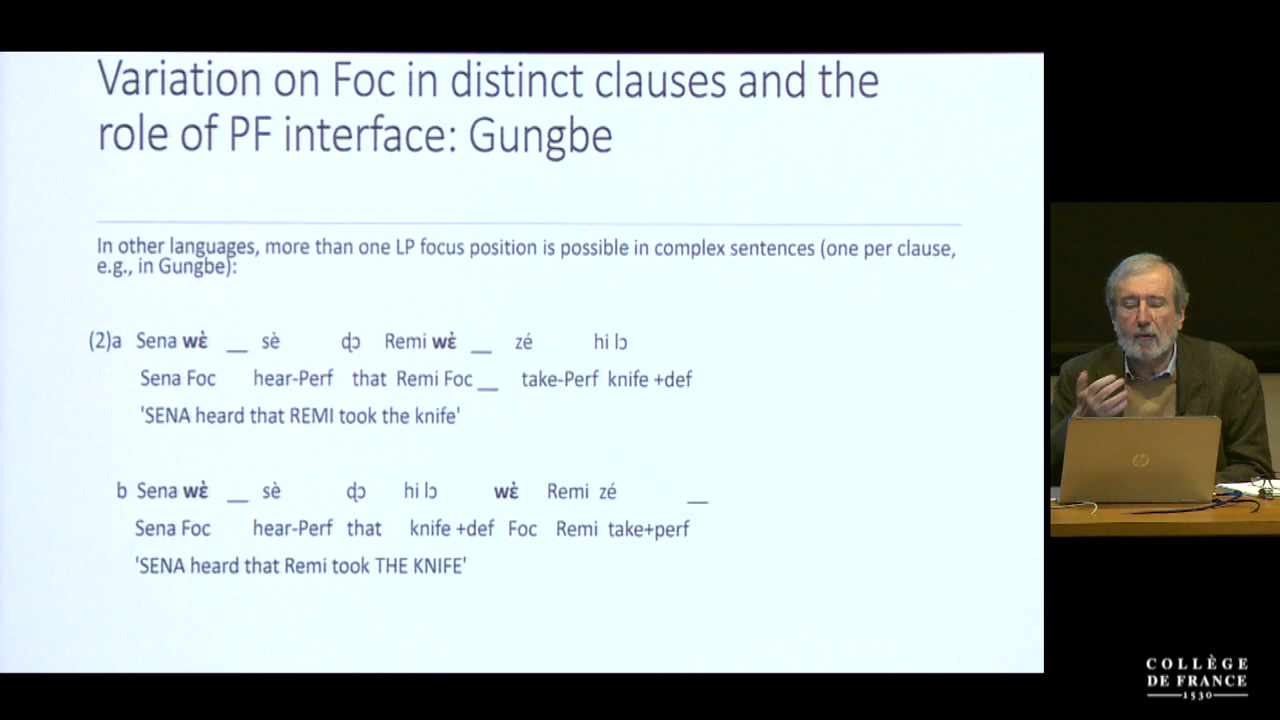 Variation on Foc in distinct clauses and the
role of PF interface: Gungbe
In other languages, more than one LP focus position is possible in complex sentences (one per clause,
e.g., in Gungbe):
(2)a Sena wɛ̀ __ sè ɖɔ Remi wɛ̀ __ zé hi lɔ
Sena Foc hear-Perf that Remi Foc __ take-Perf knife +def
'SENA heard that REMI took the knife'
b Sena wɛ̀ __ sè ɖɔ hi lɔ wɛ̀ Remi zé __
Sena Foc hear-Perf that knife +def Foc Remi take+perf
'SENA heard that Remi took THE KNIFE'
hp
COLLÈGE
DE FRANCE
1530